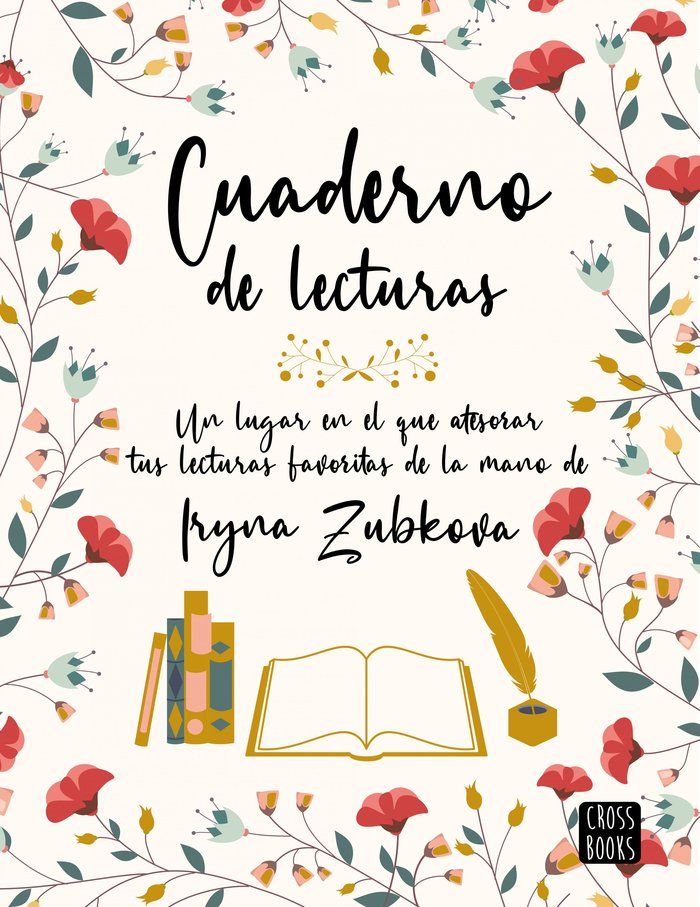 Cuaderno
de lecturas
Un lugar en el que atesorar
tus lecturas favoritas de la mano de
Iryna Zubkova
CROSS
BOOKS